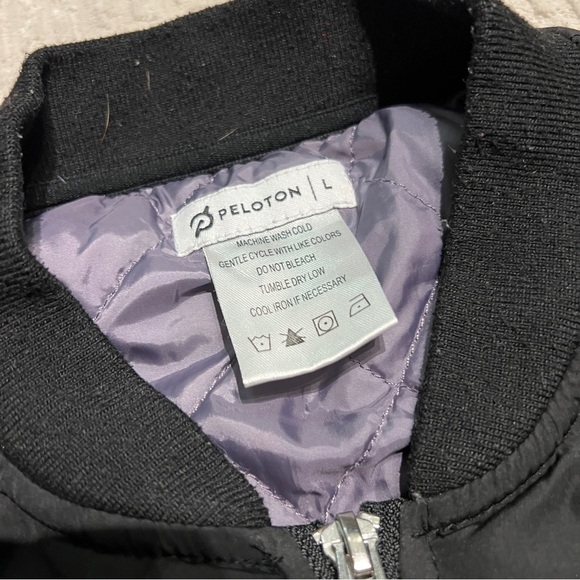 PELOTON | L
MACHINE WASH COLD
GENTLE CYCLE WITH LIKE COLORS
DO NOT BLEACH
TUMBLE DRY LOW
COOL IRON IF NECESSARY